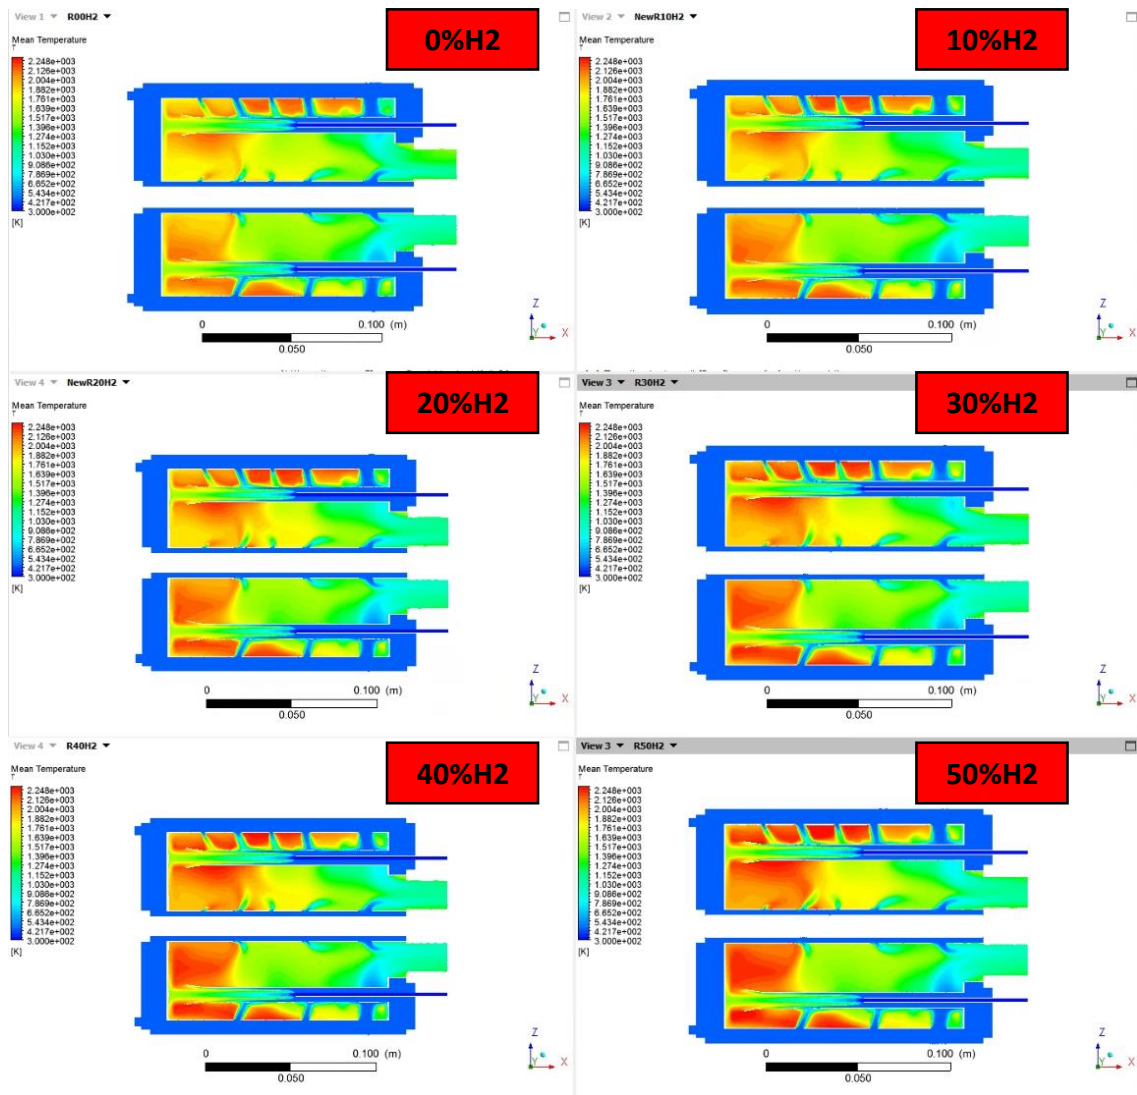 View 1 R00H2
0%H2
Mean Temperature
T
2.248e+003
2.126e+003
2.004e+003
1.882e+003
1.761e+003
1.639e+003
1.517e+003
1.396e+003
1.274e+003
1.152e+003
1.030e+003
9.086e+002
7.869e+002
6.652e+002
5.434e+002
4.217e+002
3.000e+002
[K]
0 0.100 (m)
0.050
Z
Y X
View 2 NewR10H2
10%H2
Mean Temperature
T
2.248e+003
2.126e+003
2.004e+003
1.882e+003
1.761e+003
1.639e+003
1.517e+003
1.396e+003
1.274e+003
1.152e+003
1.030e+003
9.086e+002
7.869e+002
6.652e+002
5.434e+002
4.217e+002
3.000e+002
[K]
0 0.100 (m)
0.050
Z
Y X
View 4 NewR20H2
20%H2
Mean Temperature
T
2.248e+003
2.126e+003
2.004e+003
1.882e+003
1.761e+003
1.639e+003
1.517e+003
1.396e+003
1.274e+003
1.152e+003
1.030e+003
9.086e+002
7.869e+002
6.652e+002
5.434e+002
4.217e+002
3.000e+002
[K]
0 0.100 (m)
0.050
Z
Y X
View 3 R30H2
30%H2
Mean Temperature
T
2.248e+003
2.126e+003
2.004e+003
1.882e+003
1.761e+003
1.639e+003
1.517e+003
1.396e+003
1.274e+003
1.152e+003
1.030e+003
9.086e+002
7.869e+002
6.652e+002
5.434e+002
4.217e+002
3.000e+002
[K]
0 0.100 (m)
0.050
Z
Y X
View 4 R40H2
40%H2
Mean Temperature
T
2.248e+003
2.126e+003
2.004e+003
1.882e+003
1.761e+003
1.639e+003
1.517e+003
1.396e+003
1.274e+003
1.152e+003
1.030e+003
9.086e+002
7.869e+002
6.652e+002
5.434e+002
4.217e+002
3.000e+002
[K]
0 0.100 (m)
0.050
Z
Y X
View 3 R50H2
50%H2
Mean Temperature
T
2.248e+003
2.126e+003
2.004e+003
1.882e+003
1.761e+003
1.639e+003
1.517e+003
1.396e+003
1.274e+003
1.152e+003
1.030e+003
9.086e+002
7.869e+002
6.652e+002
5.434e+002
4.217e+002
3.000e+002
[K]
0 0.100 (m)
0.050
Z
Y X